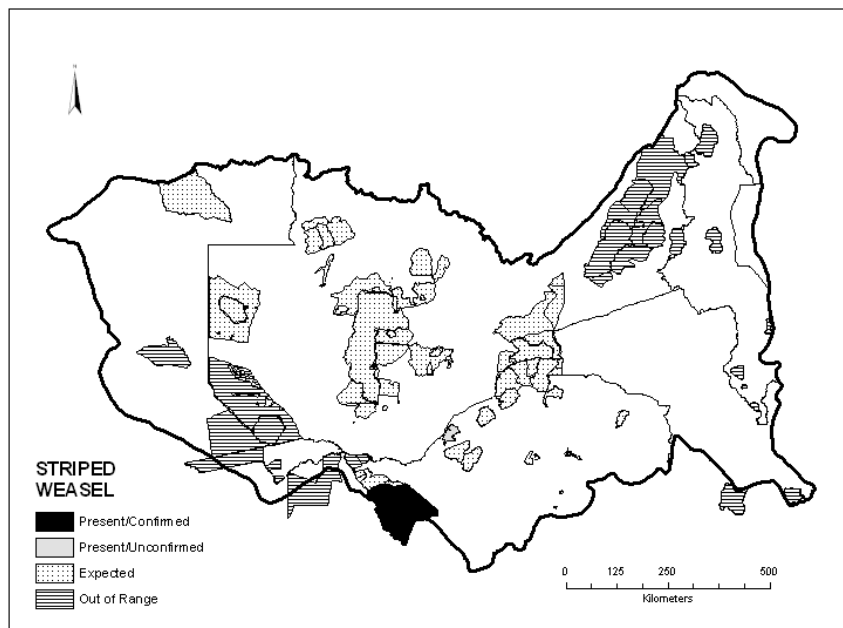 N
STRIPED
WEASEL
Present/Confirmed
Present/Unconfirmed
Expected
Out of Range
0 125 250 500
Kilometers